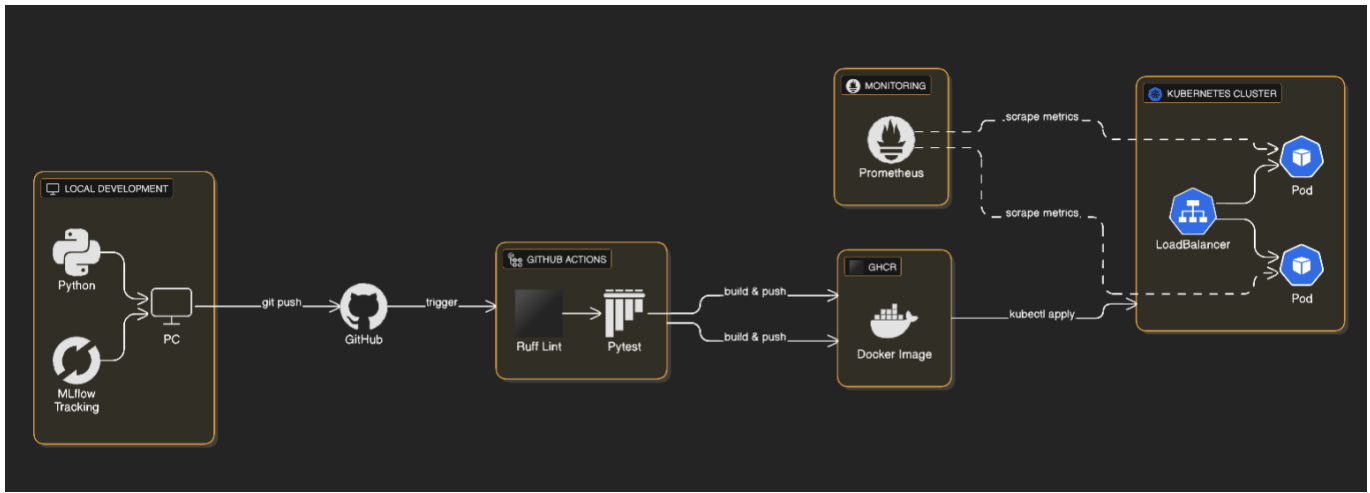 LOCAL DEVELOPMENT
Python
MLflow
Tracking
PC
git push
GitHub
trigger
GITHUB ACTIONS
Ruff Lint
Pytest
build & push
build & push
MONITORING
Prometheus
scrape metrics
scrape metrics
GHCR
Docker Image
kubectl apply
KUBERNETES CLUSTER
Pod
LoadBalancer
Pod